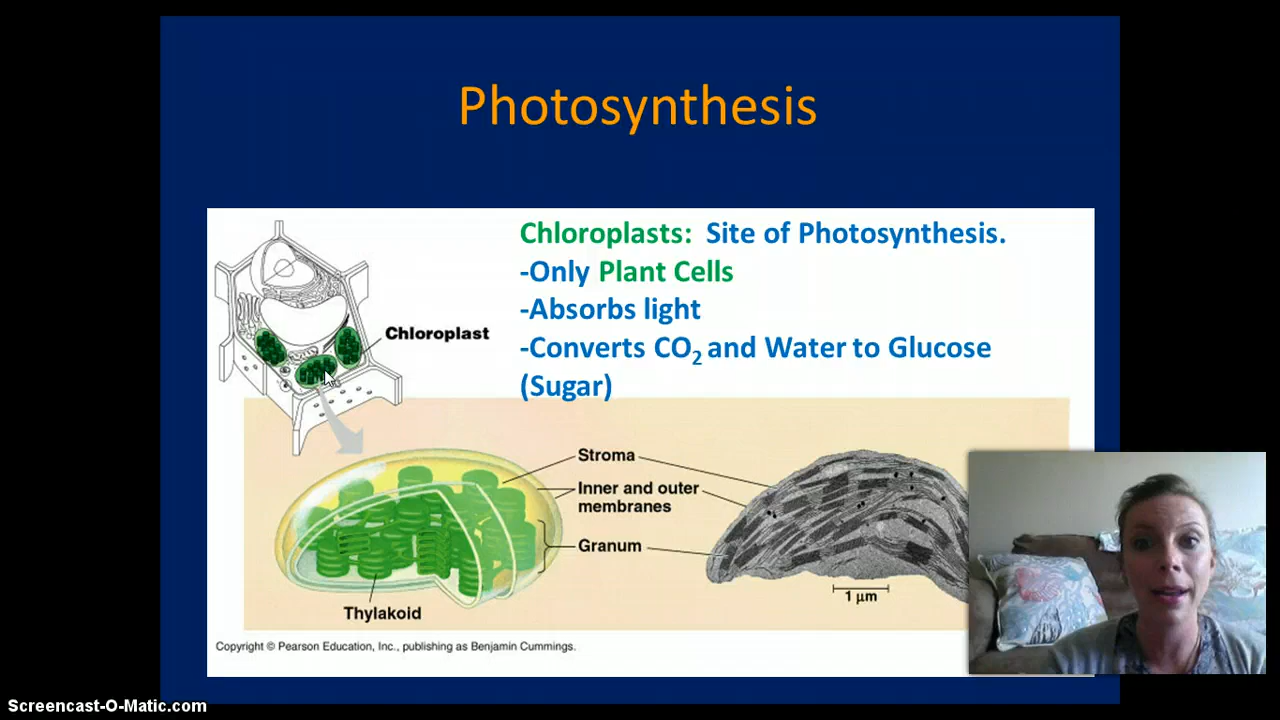 Photosynthesis
Chloroplasts: Site of Photosynthesis.
-Only Plant Cells
-Absorbs light
-Converts CO₂ and Water to Glucose
(Sugar)
Chloroplast
Stroma
Inner and outer
membranes
Granum
Thylakoid
1 µm
Copyright © Pearson Education, Inc., publishing as Benjamin Cummings.
Screencast-O-Matic.com